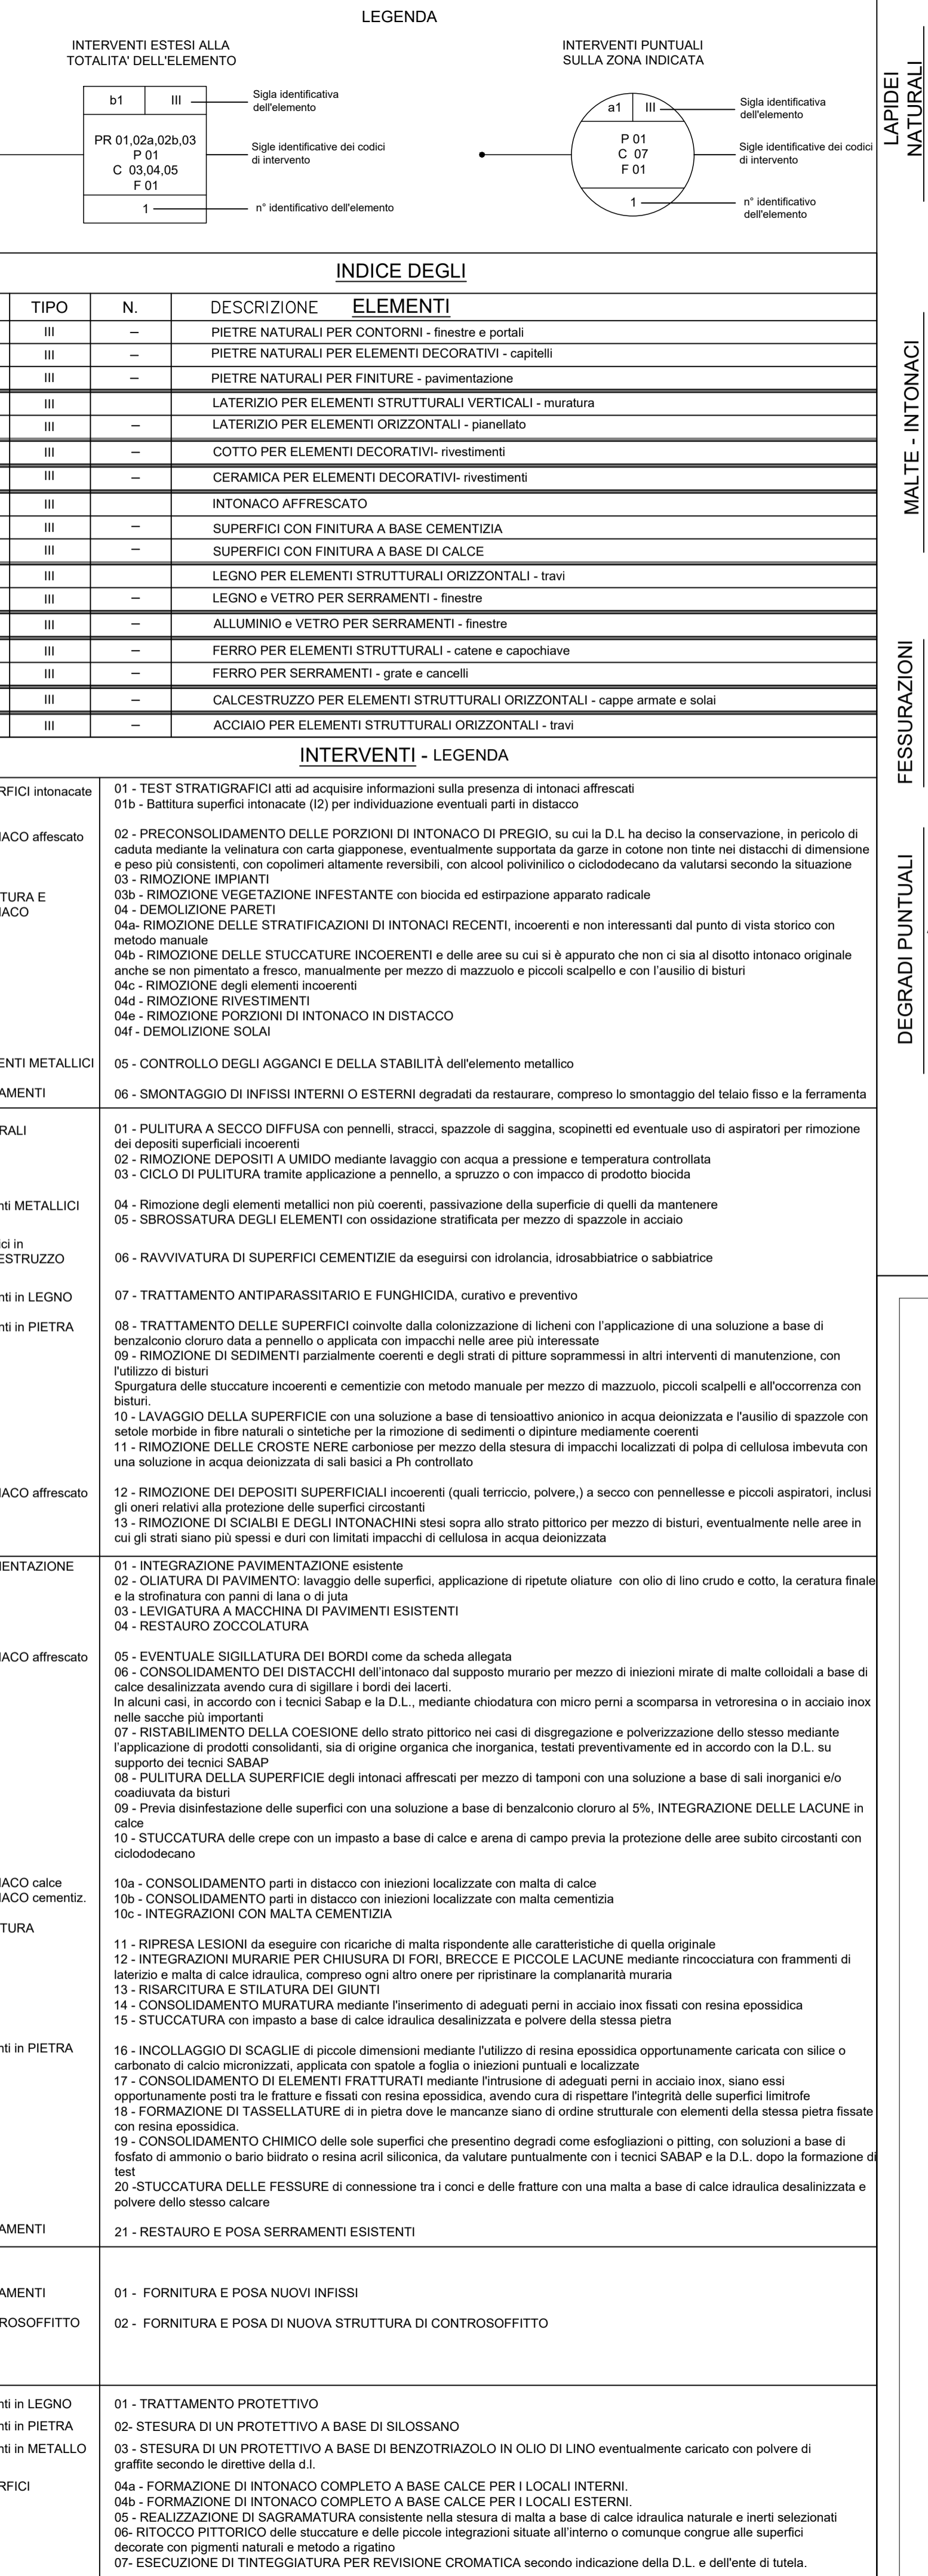 LEGENDA
INTERVENTI ESTESI ALLA
TOTALITA' DELL'ELEMENTO
b1 III
Sigla identificativa
dell'elemento
PR 01,02a,02b,03
P 01
C 03,04,05
F 01
Sigle identificative dei codici
di intervento
1
n° identificativo dell'elemento
INTERVENTI PUNTUALI
SULLA ZONA INDICATA
a1 III
Sigla identificativa
dell'elemento
P 01
C 07
F 01
Sigle identificative dei codici
di intervento
1
n° identificativo
dell'elemento
INDICE DEGLI
TIPO N. DESCRIZIONE ELEMENTI
III – PIETRE NATURALI PER CONTORNI - finestre e portali
III – PIETRE NATURALI PER ELEMENTI DECORATIVI - capitelli
III – PIETRE NATURALI PER FINITURE - pavimentazione
III LATERIZIO PER ELEMENTI STRUTTURALI VERTICALI - muratura
III – LATERIZIO PER ELEMENTI ORIZZONTALI - pianellato
III – COTTO PER ELEMENTI DECORATIVI- rivestimenti
III – CERAMICA PER ELEMENTI DECORATIVI- rivestimenti
III INTONACO AFFRESCATO
III – SUPERFICI CON FINITURA A BASE CEMENTIZIA
III – SUPERFICI CON FINITURA A BASE DI CALCE
III LEGNO PER ELEMENTI STRUTTURALI ORIZZONTALI - travi
III – LEGNO e VETRO PER SERRAMENTI - finestre
III – ALLUMINIO e VETRO PER SERRAMENTI - finestre
III – FERRO PER ELEMENTI STRUTTURALI - catene e capochiave
III – FERRO PER SERRAMENTI - grate e cancelli
III – CALCESTRUZZO PER ELEMENTI STRUTTURALI ORIZZONTALI - cappe armate e solai
III – ACCIAIO PER ELEMENTI STRUTTURALI ORIZZONTALI - travi
INTERVENTI - LEGENDA
RFICI intonacate
01 - TEST STRATIGRAFICI atti ad acquisire informazioni sulla presenza di intonaci affrescati
01b - Battitura superfici intonacate (I2) per individuazione eventuali parti in distacco
NACO affescato
02 - PRECONSOLIDAMENTO DELLE PORZIONI DI INTONACO DI PREGIO, su cui la D.L ha deciso la conservazione, in pericolo di
caduta mediante la velinatura con carta giapponese, eventualmente supportata da garze in cotone non tinte nei distacchi di dimensione
e peso più consistenti, con copolimeri altamente reversibili, con alcool polivinilico o ciclododecano da valutarsi secondo la situazione
03 - RIMOZIONE IMPIANTI
TURA E
NACO
03b - RIMOZIONE VEGETAZIONE INFESTANTE con biocida ed estirpazione apparato radicale
04 - DEMOLIZIONE PARETI
04a- RIMOZIONE DELLE STRATIFICAZIONI DI INTONACI RECENTI, incoerenti e non interessanti dal punto di vista storico con
metodo manuale
04b - RIMOZIONE DELLE STUCCATURE INCOERENTI e delle aree su cui si è appurato che non ci sia al disotto intonaco originale
anche se non pimentato a fresco, manualmente per mezzo di mazzuolo e piccoli scalpello e con l'ausilio di bisturi
04c - RIMOZIONE degli elementi incoerenti
04d - RIMOZIONE RIVESTIMENTI
04e - RIMOZIONE PORZIONI DI INTONACO IN DISTACCO
04f - DEMOLIZIONE SOLAI
ENTI METALLICI
05 - CONTROLLO DEGLI AGGANCI E DELLA STABILITÀ dell'elemento metallico
AMENTI
06 - SMONTAGGIO DI INFISSI INTERNI O ESTERNI degradati da restaurare, compreso lo smontaggio del telaio fisso e la ferramenta
RALI
01 - PULITURA A SECCO DIFFUSA con pennelli, stracci, spazzole di saggina, scopinetti ed eventuale uso di aspiratori per rimozione
dei depositi superficiali incoerenti
02 - RIMOZIONE DEPOSITI A UMIDO mediante lavaggio con acqua a pressione e temperatura controllata
03 - CICLO DI PULITURA tramite applicazione a pennello, a spruzzo o con impacco di prodotto biocida
nti METALLICI
04 - Rimozione degli elementi metallici non più coerenti, passivazione della superficie di quelli da mantenere
05 - SBROSSATURA DEGLI ELEMENTI con ossidazione stratificata per mezzo di spazzole in acciaio
ici in
ESTRUZZO
06 - RAVVIVATURA DI SUPERFICI CEMENTIZIE da eseguirsi con idrolancia, idrosabbiatrice o sabbiatrice
nti in LEGNO
07 - TRATTAMENTO ANTIPARASSITARIO E FUNGHICIDA, curativo e preventivo
nti in PIETRA
08 - TRATTAMENTO DELLE SUPERFICI coinvolte dalla colonizzazione di licheni con l'applicazione di una soluzione a base di
benzalconio cloruro data a pennello o applicata con impacchi nelle aree più interessate
09 - RIMOZIONE DI SEDIMENTI parzialmente coerenti e degli strati di pitture soprammessi in altri interventi di manutenzione, con
l'utilizzo di bisturi
Spurgatura delle stuccature incoerenti e cementizie con metodo manuale per mezzo di mazzuolo, piccoli scalpelli e all'occorrenza con
bisturi.
10 - LAVAGGIO DELLA SUPERFICIE con una soluzione a base di tensioattivo anionico in acqua deionizzata e l'ausilio di spazzole con
setole morbide in fibre naturali o sintetiche per la rimozione di sedimenti o dipinture mediamente coerenti
11 - RIMOZIONE DELLE CROSTE NERE carboniose per mezzo della stesura di impacchi localizzati di polpa di cellulosa imbevuta con
una soluzione in acqua deionizzata di sali basici a Ph controllato
NACO affrescato
12 - RIMOZIONE DEI DEPOSITI SUPERFICIALI incoerenti (quali terriccio, polvere,) a secco con pennellesse e piccoli aspiratori, inclusi
gli oneri relativi alla protezione delle superfici circostanti
13 - RIMOZIONE DI SCIALBI E DEGLI INTONACHINi stesi sopra allo strato pittorico per mezzo di bisturi, eventualmente nelle aree in
cui gli strati siano più spessi e duri con limitati impacchi di cellulosa in acqua deionizzata
MENTAZIONE
01 - INTEGRAZIONE PAVIMENTAZIONE esistente
02 - OLIATURA DI PAVIMENTO: lavaggio delle superfici, applicazione di ripetute oliature con olio di lino crudo e cotto, la ceratura finale
e la strofinatura con panni di lana o di juta
03 - LEVIGATURA A MACCHINA DI PAVIMENTI ESISTENTI
04 - RESTAURO ZOCCOLATURA
NACO affrescato
05 - EVENTUALE SIGILLATURA DEI BORDI come da scheda allegata
06 - CONSOLIDAMENTO DEI DISTACCHI dell'intonaco dal supposto murario per mezzo di iniezioni mirate di malte colloidali a base di
calce desalinizzata avendo cura di sigillare i bordi dei lacerti.
In alcuni casi, in accordo con i tecnici Sabap e la D.L., mediante chiodatura con micro perni a scomparsa in vetroresina o in acciaio inox
nelle sacche più importanti
07 - RISTABILIMENTO DELLA COESIONE dello strato pittorico nei casi di disgregazione e polverizzazione dello stesso mediante
l'applicazione di prodotti consolidanti, sia di origine organica che inorganica, testati preventivamente ed in accordo con la D.L. su
supporto dei tecnici SABAP
08 - PULITURA DELLA SUPERFICIE degli intonaci affrescati per mezzo di tamponi con una soluzione a base di sali inorganici e/o
coadiuvata da bisturi
09 - Previa disinfestazione delle superfici con una soluzione a base di benzalconio cloruro al 5%, INTEGRAZIONE DELLE LACUNE in
calce
10 - STUCCATURA delle crepe con un impasto a base di calce e arena di campo previa la protezione delle aree subito circostanti con
ciclododecano
NACO calce
NACO cementiz.
10a - CONSOLIDAMENTO parti in distacco con iniezioni localizzate con malta di calce
10b - CONSOLIDAMENTO parti in distacco con iniezioni localizzate con malta cementizia
10c - INTEGRAZIONI CON MALTA CEMENTIZIA
TURA
11 - RIPRESA LESIONI da eseguire con ricariche di malta rispondente alle caratteristiche di quella originale
12 - INTEGRAZIONI MURARIE PER CHIUSURA DI FORI, BRECCE E PICCOLE LACUNE mediante rincocciatura con frammenti di
laterizio e malta di calce idraulica, compreso ogni altro onere per ripristinare la complanarità muraria
13 - RISARCITURA E STILATURA DEI GIUNTI
14 - CONSOLIDAMENTO MURATURA mediante l'inserimento di adeguati perni in acciaio inox fissati con resina epossidica
15 - STUCCATURA con impasto a base di calce idraulica desalinizzata e polvere della stessa pietra
nti in PIETRA
16 - INCOLLAGGIO DI SCAGLIE di piccole dimensioni mediante l'utilizzo di resina epossidica opportunamente caricata con silice o
carbonato di calcio micronizzati, applicata con spatole a foglia o iniezioni puntuali e localizzate
17 - CONSOLIDAMENTO DI ELEMENTI FRATTURATI mediante l'intrusione di adeguati perni in acciaio inox, siano essi
opportunamente posti tra le fratture e fissati con resina epossidica, avendo cura di rispettare l'integrità delle superfici limitrofe
18 - FORMAZIONE DI TASSELLATURE di in pietra dove le mancanze siano di ordine strutturale con elementi della stessa pietra fissate
con resina epossidica.
19 - CONSOLIDAMENTO CHIMICO delle sole superfici che presentino degradi come esfogliazioni o pitting, con soluzioni a base di
fosfato di ammonio o bario biidrato o resina acril siliconica, da valutare puntualmente con i tecnici SABAP e la D.L. dopo la formazione di
test
20 -STUCCATURA DELLE FESSURE di connessione tra i conci e delle fratture con una malta a base di calce idraulica desalinizzata e
polvere dello stesso calcare
AMENTI
21 - RESTAURO E POSA SERRAMENTI ESISTENTI
AMENTI
01 - FORNITURA E POSA NUOVI INFISSI
ROSOFFITTO
02 - FORNITURA E POSA DI NUOVA STRUTTURA DI CONTROSOFFITTO
nti in LEGNO
01 - TRATTAMENTO PROTETTIVO
nti in PIETRA
02- STESURA DI UN PROTETTIVO A BASE DI SILOSSANO
nti in METALLO
03 - STESURA DI UN PROTETTIVO A BASE DI BENZOTRIAZOLO IN OLIO DI LINO eventualmente caricato con polvere di
graffite secondo le direttive della d.l.
RFICI
04a - FORMAZIONE DI INTONACO COMPLETO A BASE CALCE PER I LOCALI INTERNI.
04b - FORMAZIONE DI INTONACO COMPLETO A BASE CALCE PER I LOCALI ESTERNI.
05 - REALIZZAZIONE DI SAGRAMATURA consistente nella stesura di malta a base di calce idraulica naturale e inerti selezionati
06- RITOCCO PITTORICO delle stuccature e delle piccole integrazioni situate all'interno o comunque congrue alle superfici
decorate con pigmenti naturali e metodo a rigatino
07- ESECUZIONE DI TINTEGGIATURA PER REVISIONE CROMATICA secondo indicazione della D.L. e dell'ente di tutela.
LAPIDEI
NATURALI
MALTE - INTONACI
FESSURAZIONI
DEGRADI PUNTUALI